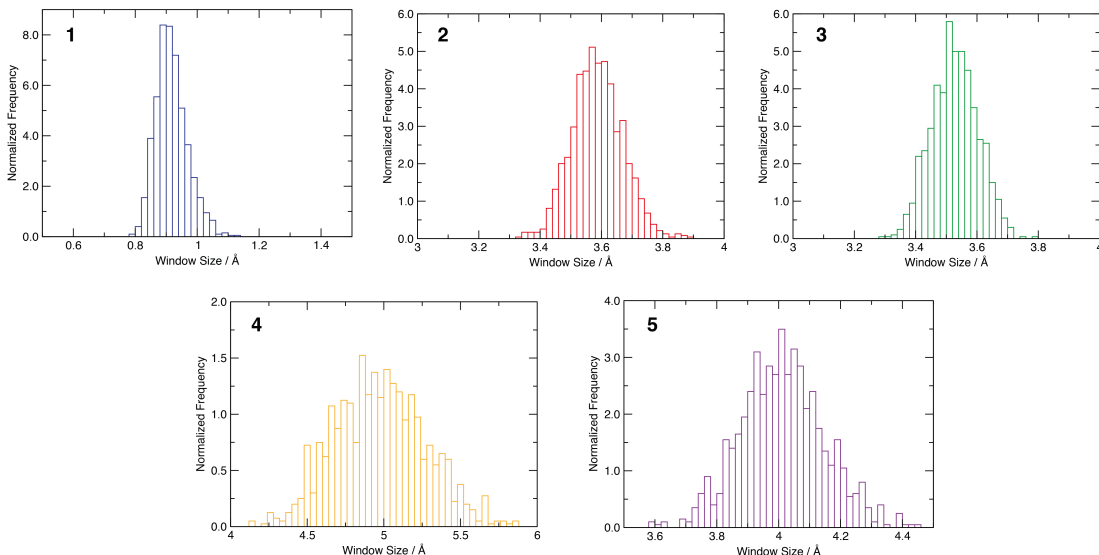 1
Normalized Frequency
8.0
6.0
4.0
2.0
0.0
0.6 0.8 1 1.2 1.4
Window Size / Å
2
Normalized Frequency
6.0
5.0
4.0
3.0
2.0
1.0
0.0
3 3.2 3.4 3.6 3.8 4
Window Size / Å
3
Normalized Frequency
6.0
5.0
4.0
3.0
2.0
1.0
0.0
3 3.2 3.4 3.6 3.8 4
Window Size / Å
4
Normalized Frequency
2.0
1.5
1.0
0.5
0.0
4 4.5 5 5.5 6
Window Size / Å
5
Normalized Frequency
4.0
3.0
2.0
1.0
0.0
3.6 3.8 4 4.2 4.4
Window Size / Å